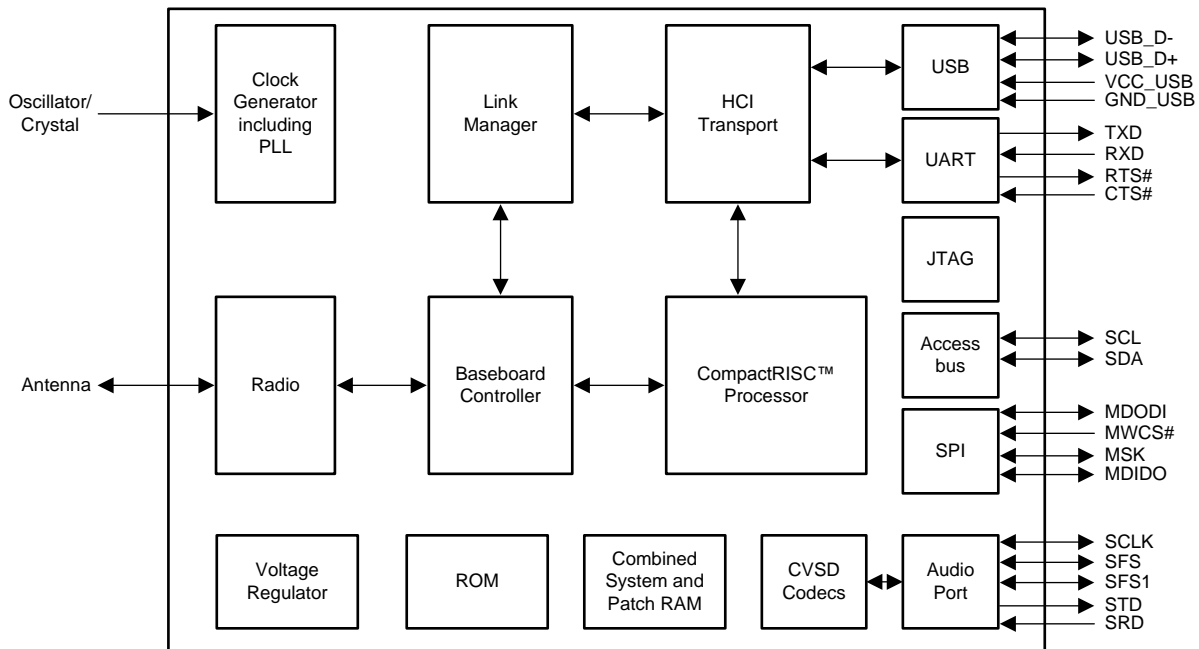 Oscillator/
Crystal
Clock
Generator
including
PLL
Link
Manager
HCI
Transport
USB
USB_D-
USB_D+
VCC_USB
GND_USB
UART
TXD
RXD
RTS#
CTS#
JTAG
Antenna
Radio
Baseboard
Controller
CompactRISC™
Processor
Access
bus
SCL
SDA
SPI
MDODI
MWCS#
MSK
MDIDO
Voltage
Regulator
ROM
Combined
System and
Patch RAM
CVSD
Codecs
Audio
Port
SCLK
SFS
SFS1
STD
SRD